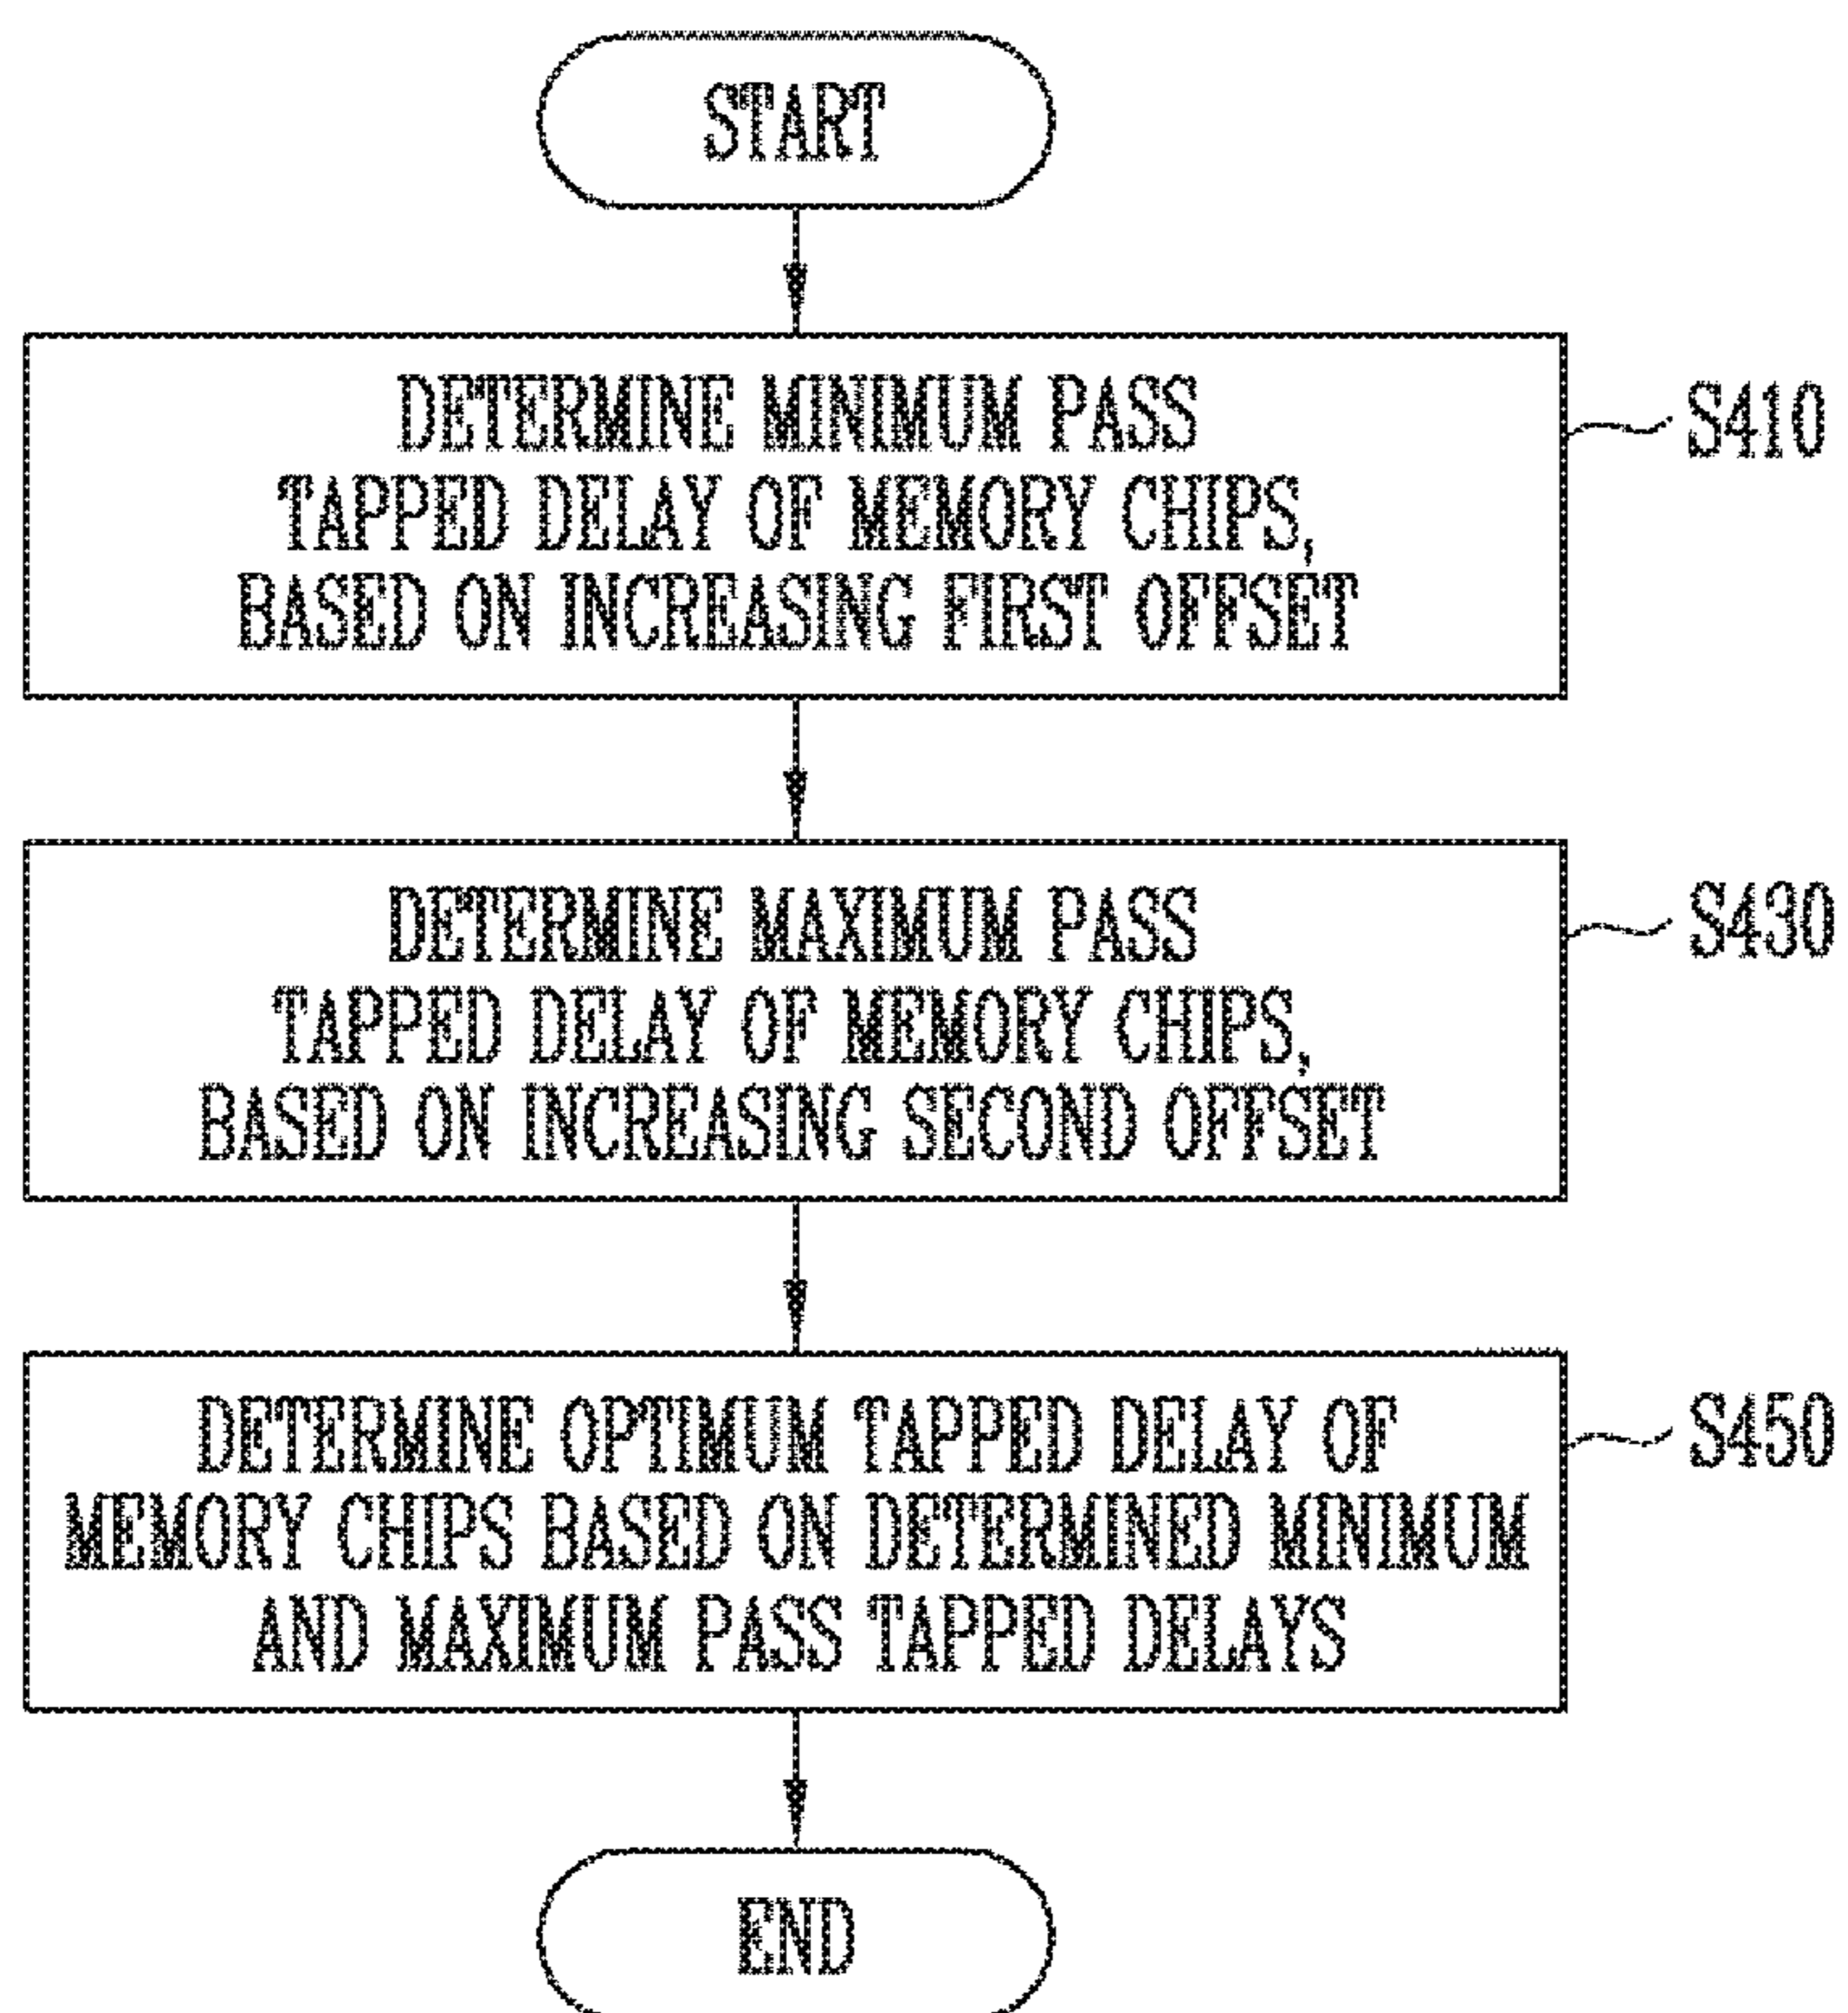 START
DETERMINE MINIMUM PASS
TAPPED DELAY OF MEMORY CHIPS,
BASED ON INCREASING FIRST OFFSET
S410
DETERMINE MAXIMUM PASS
TAPPED DELAY OF MEMORY CHIPS,
BASED ON INCREASING SECOND OFFSET
S430
DETERMINE OPTIMUM TAPPED DELAY OF
MEMORY CHIPS BASED ON DETERMINED MINIMUM
AND MAXIMUM PASS TAPPED DELAYS
S450
END